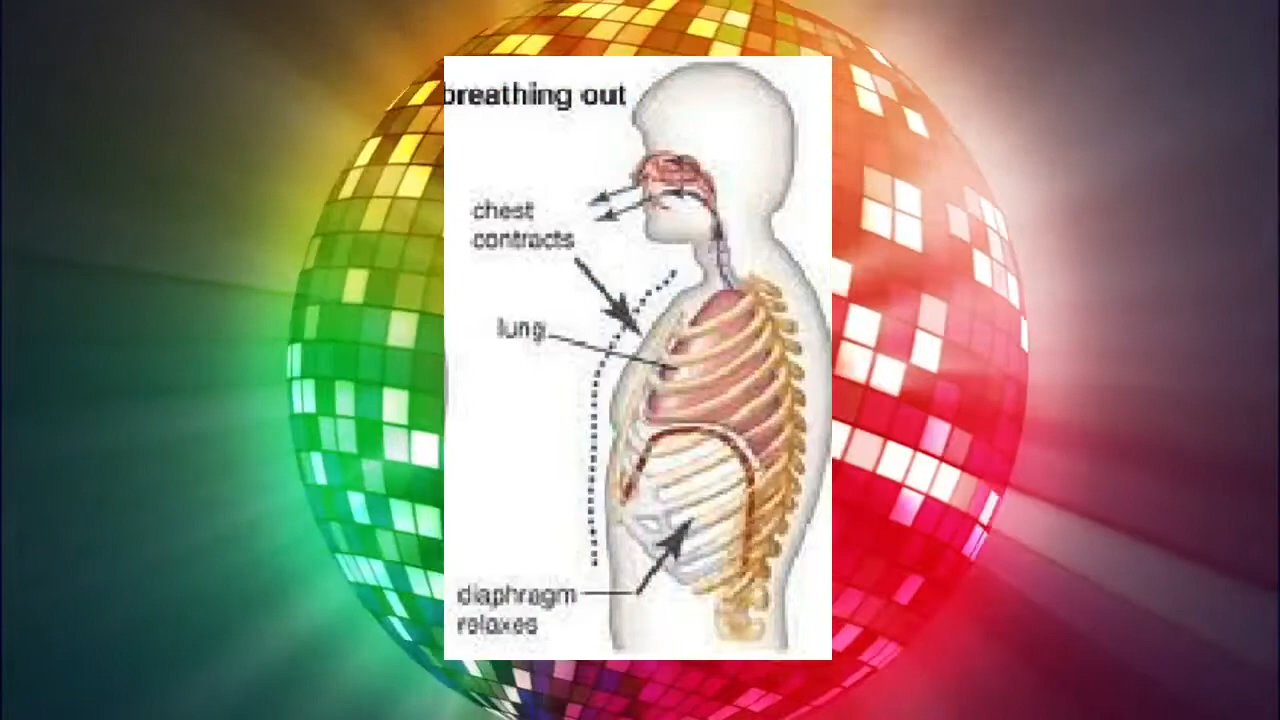 breathing out
chest
contracts
lung
diaphragm
relaxes